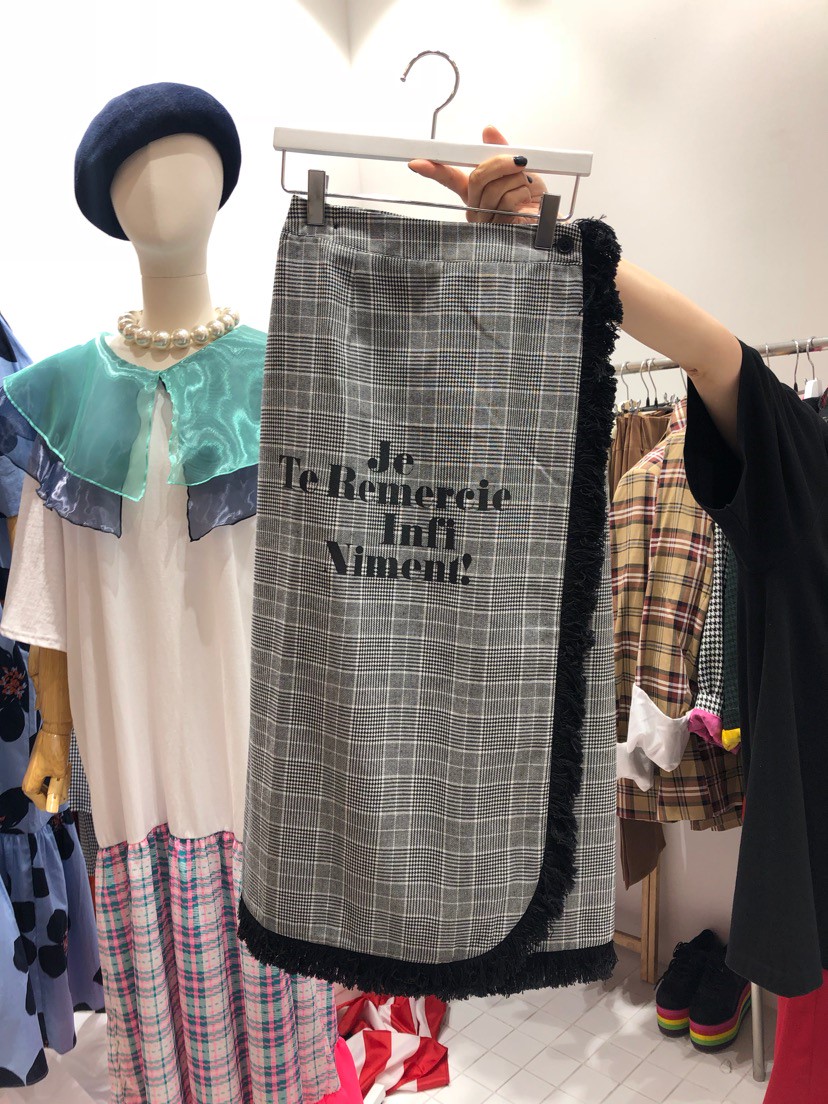 Je
Te Remercie
Infi
Niment!